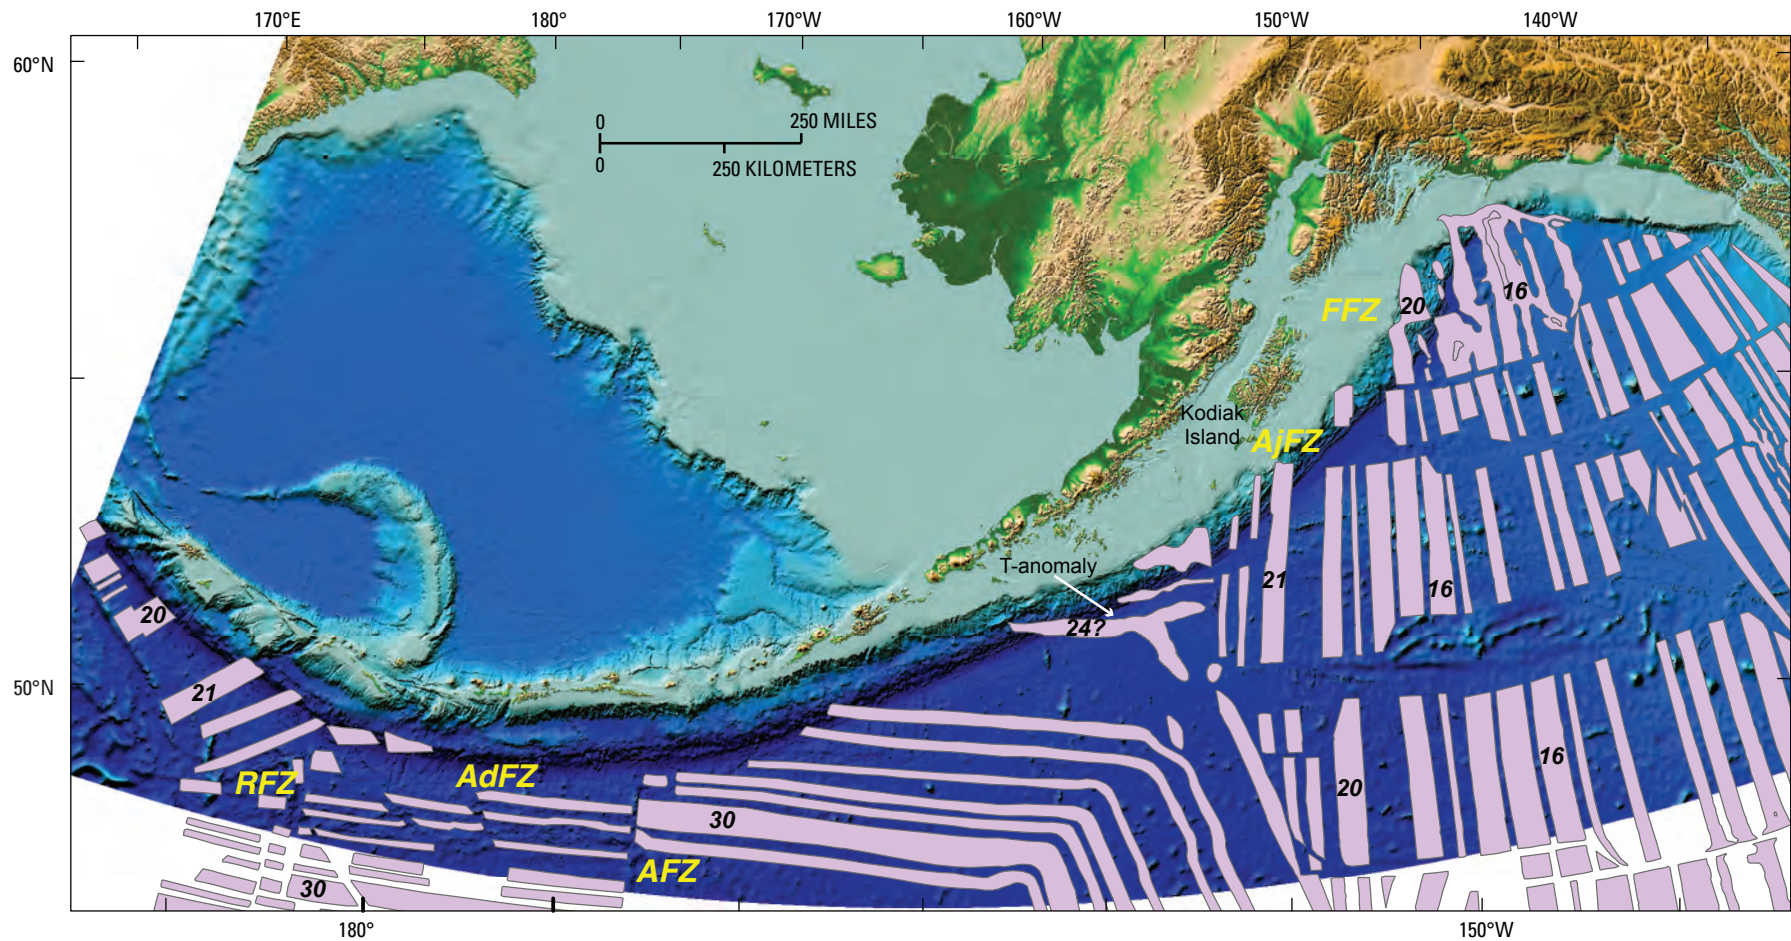 170°E 180° 170°W 160°W 150°W 140°W
60°N
0 250 MILES
0 250 KILOMETERS
FFZ
20
16
Kodiak
Island
AjFZ
T-anomaly
21
16
20
24?
50°N
21
RFZ
AdFZ
16
20
30
AFZ
30
180° 150°W